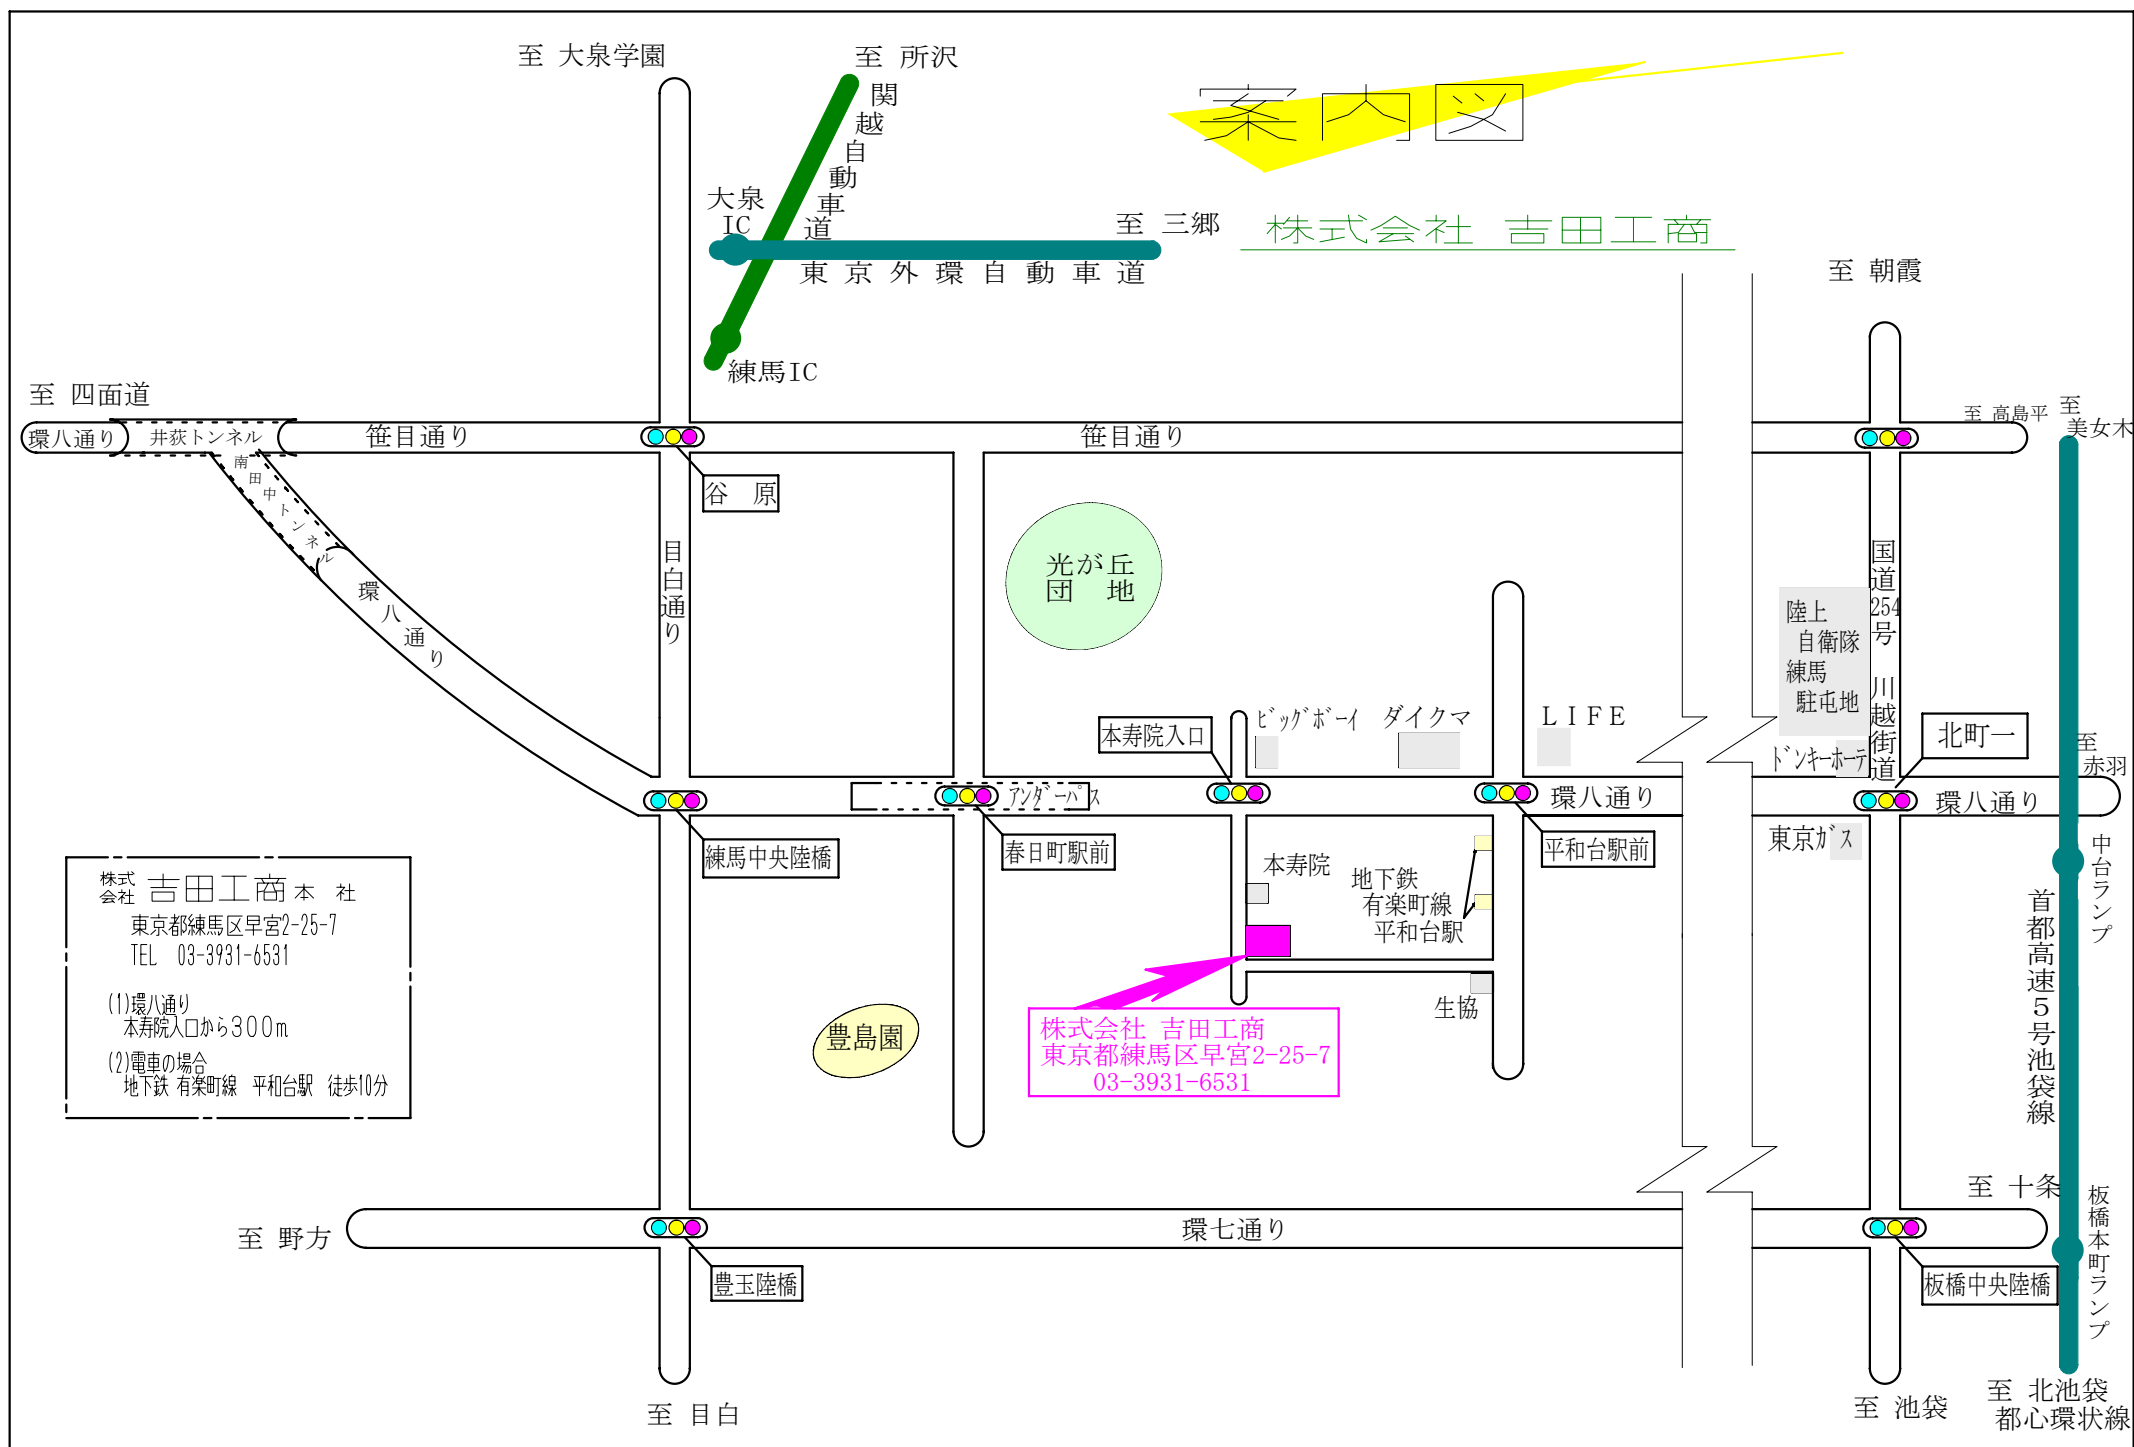 至 大泉学園
至 所沢
関越自動車道
案内図
大泉
IC
至 三郷
東京外環自動車道
株式会社 吉田工商
至 朝霞
練馬IC
至 四面道
環八通り
井荻トンネル
笹目通り
笹目通り
至 高島平
至
美女木
南田中トンネル
谷 原
環八通り
目白通り
光が丘
団 地
国道254号 川越街道
陸上
自衛隊
練馬
駐屯地
本寿院入口
ビッグボーイ
ダイクマ
LIFE
北町一
ドンキーホーテ
至
赤羽
アンダーパス
環八通り
環八通り
練馬中央陸橋
春日町駅前
平和台駅前
東京ガス
中台ランプ
本寿院
地下鉄
有楽町線
平和台駅
首都高速5号池袋線
株式
会社 吉田工商本 社
東京都練馬区早宮2-25-7
TEL 03-3931-6531
(1)環八通り
本寿院入口から300m
(2)電車の場合
地下鉄 有楽町線 平和台駅 徒歩10分
豊島園
生協
株式会社 吉田工商
東京都練馬区早宮2-25-7
03-3931-6531
至 十条
板橋本町ランプ
至 野方
環七通り
豊玉陸橋
板橋中央陸橋
至 目白
至 池袋
至 北池袋
都心環状線